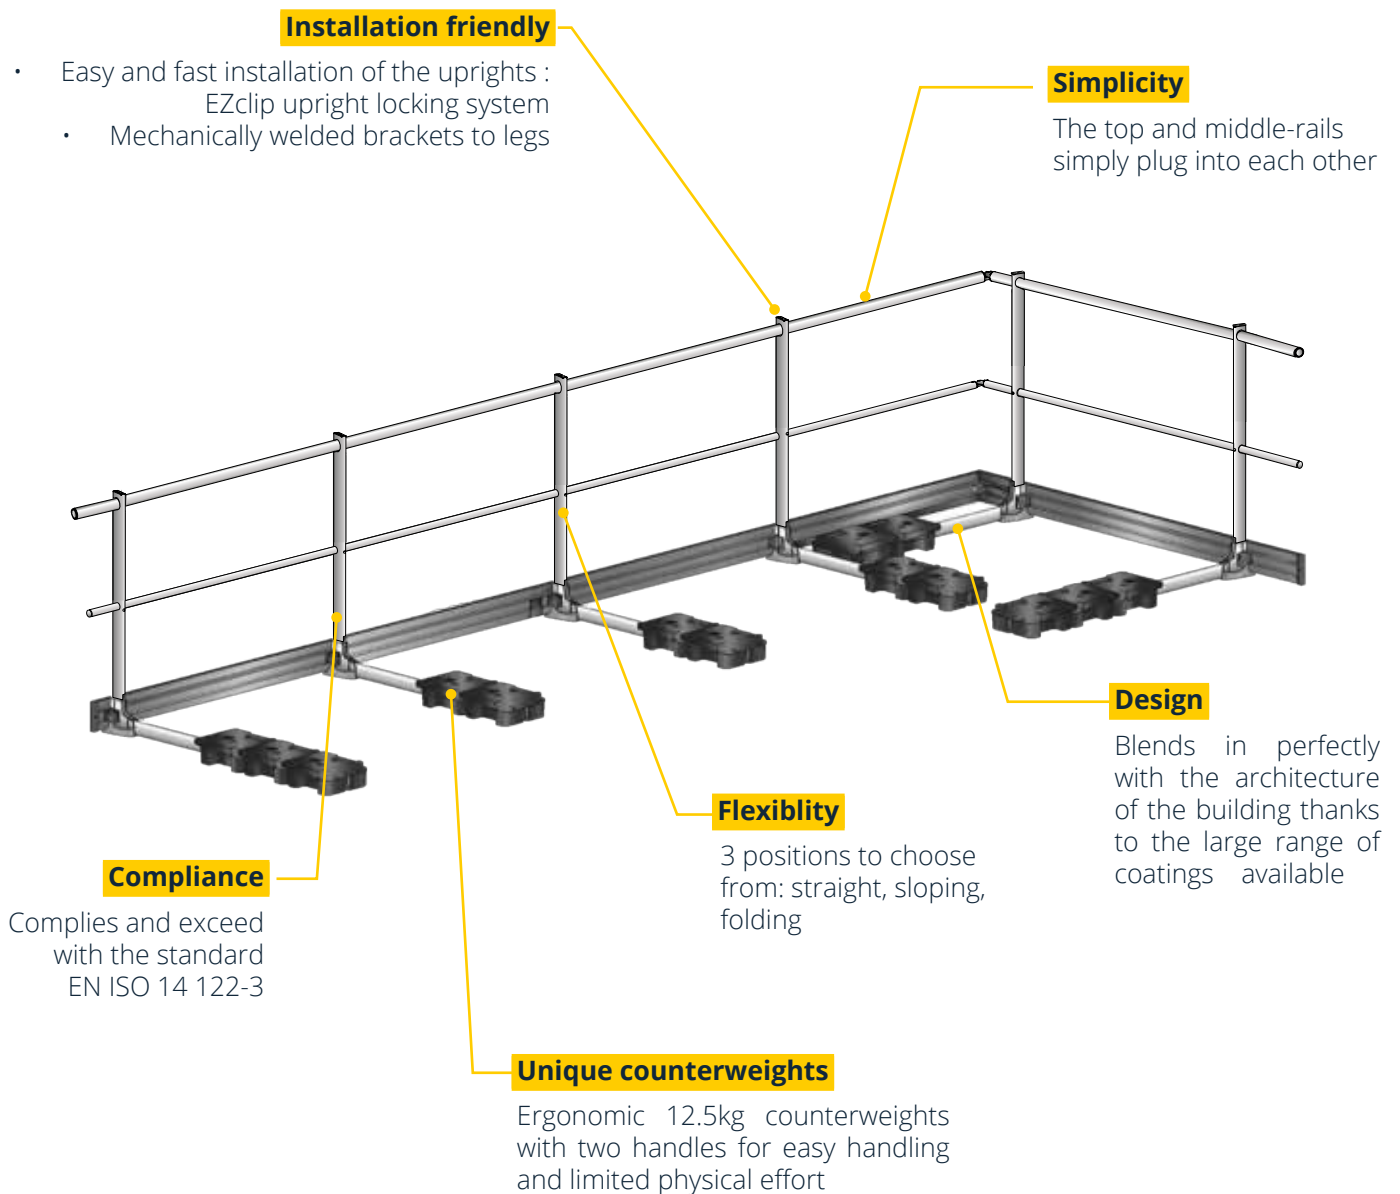 Installation friendly
• Easy and fast installation of the uprights :
EZclip upright locking system
• Mechanically welded brackets to legs
Simplicity
The top and middle-rails
simply plug into each other
Design
Blends in perfectly
with the architecture
of the building thanks
to the large range of
coatings available
Flexiblity
3 positions to choose
from: straight, sloping,
folding
Compliance
Complies and exceed
with the standard
EN ISO 14 122-3
Unique counterweights
Ergonomic 12.5kg counterweights
with two handles for easy handling
and limited physical effort